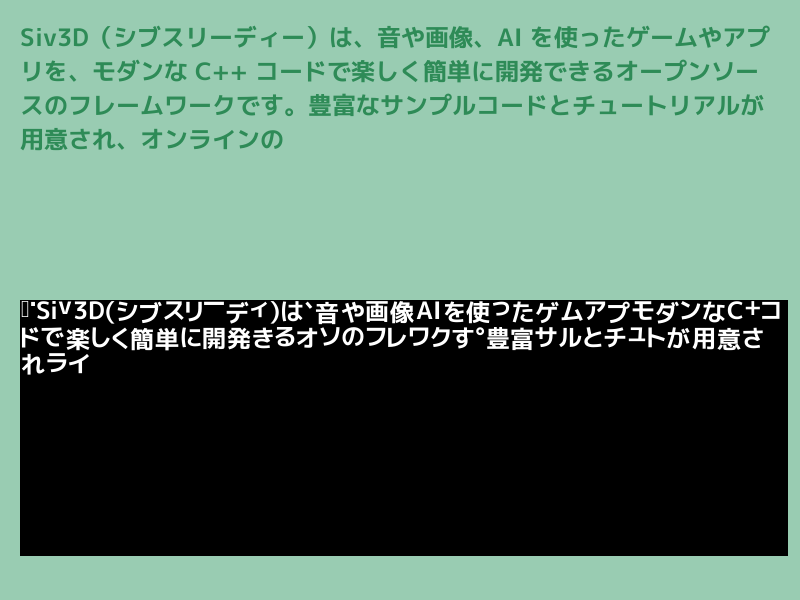 Siv3D（シブスリーディー）は、音や画像、AI を使ったゲームやアプ
リを、モダンな C++ コードで楽しく簡単に開発できるオープンソー
スのフレームワークです。豊富なサンプルコードとチュートリアルが
用意され、オンラインの
Siv3D(シブスリーディ)は、音や画像AIを使ったゲムアプモダンなC+コ
ドで楽しく簡単に開発きるオソのフレワクす°豊富サルとチュトが用意さ
れライ